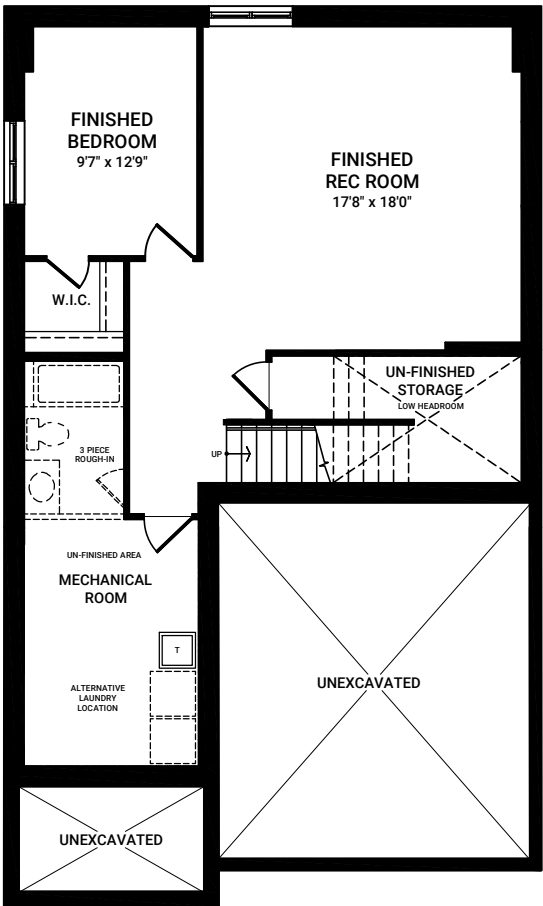 FINISHED
BEDROOM
9'7" x 12'9"
FINISHED
REC ROOM
17'8" x 18'0"
W.I.C.
UN-FINISHED
STORAGE
LOW HEADROOM
3 PIECE
ROUGH-IN
UP
UN-FINISHED AREA
MECHANICAL
ROOM
T
ALTERNATIVE
LAUNDRY
LOCATION
UNEXCAVATED
UNEXCAVATED